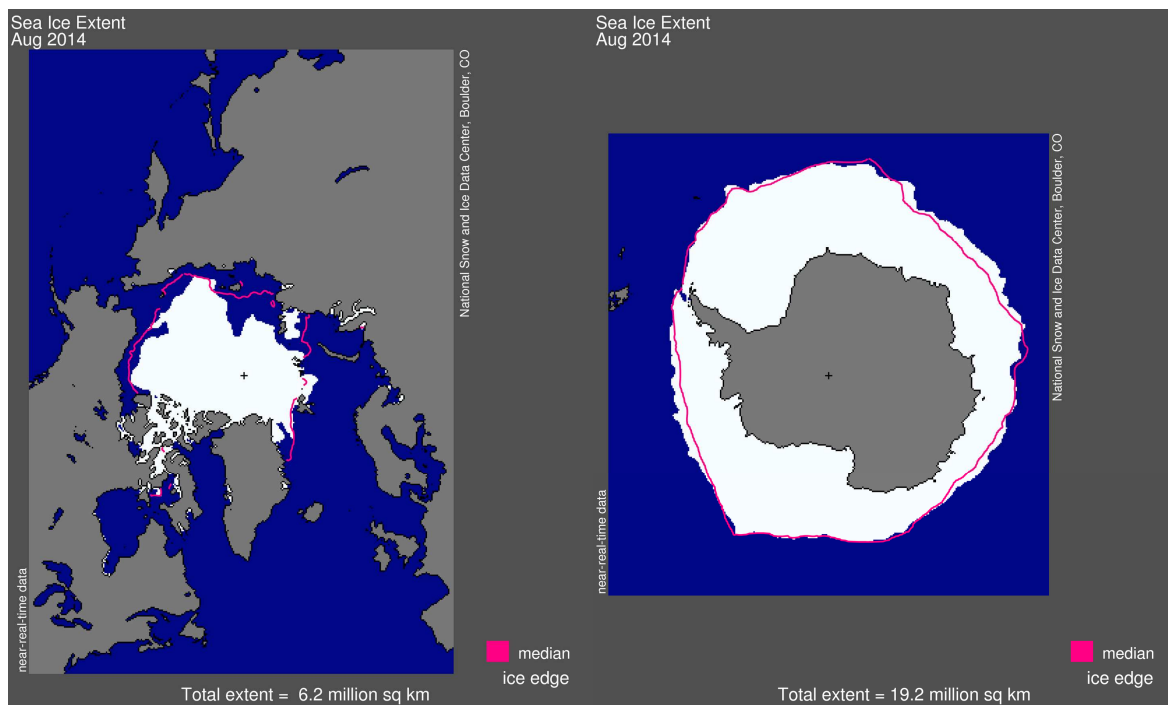 Sea Ice Extent
Aug 2014
National Snow and Ice Data Center, Boulder, CO
near-real-time data
median
ice edge
Total extent = 6.2 million sq km
Sea Ice Extent
Aug 2014
National Snow and Ice Data Center, Boulder, CO
near-real-time data
median
ice edge
Total extent = 19.2 million sq km